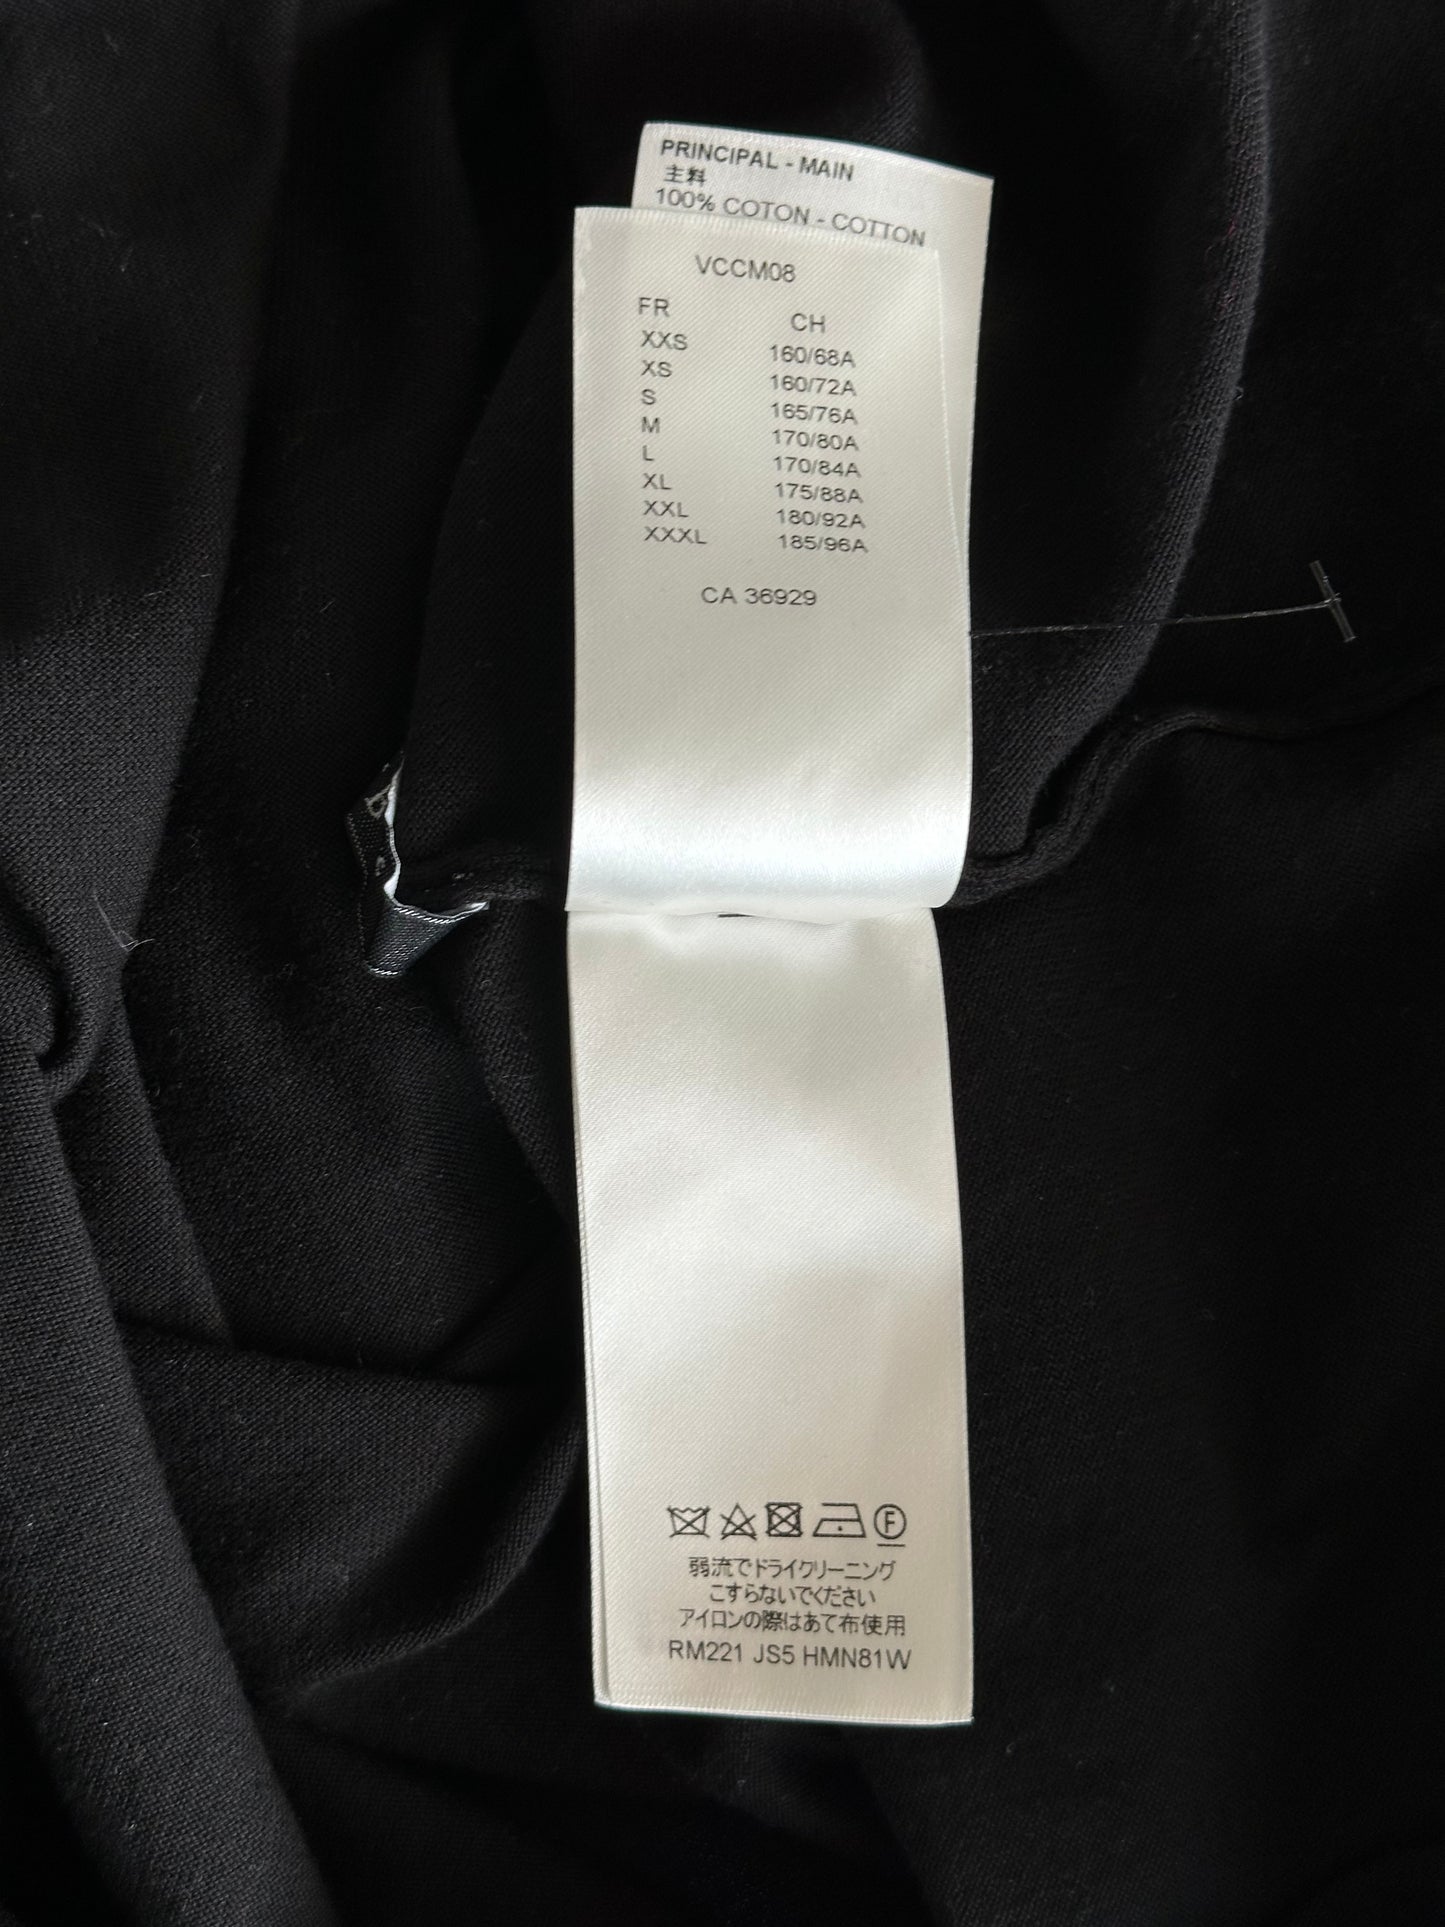 PRINCIPAL - MAIN
主料
100% COTON - COTTON
VCCM08
FR CH
XXS 160/68A
XS 160/72A
S 165/76A
M 170/80A
L 170/84A
XL 175/88A
XXL 180/92A
XXXL 185/96A
CA 36929
F
弱流でドライクリーニング
こすらないでください
アイロンの際はあて布使用
RM221 JS5 HMN81W